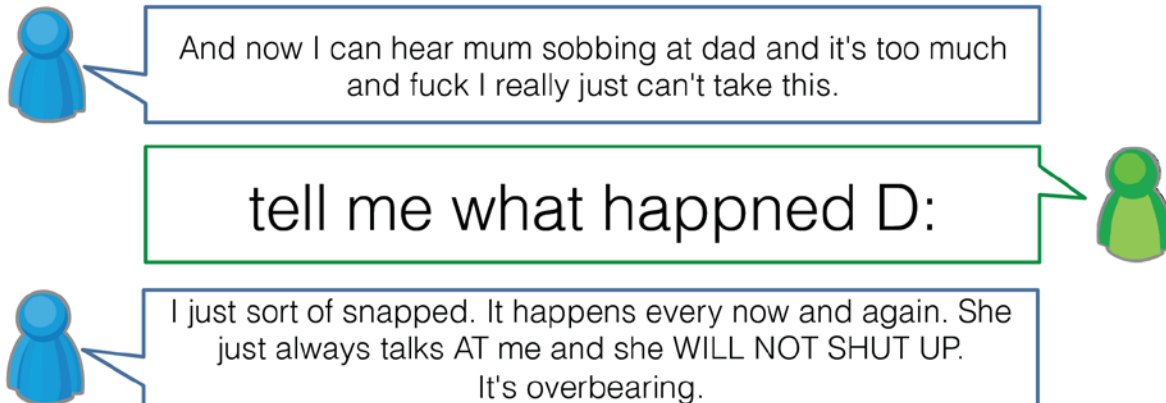 And now I can hear mum sobbing at dad and it's too much
and fuck I really just can't take this.
tell me what happned D:
I just sort of snapped. It happens every now and again. She
just always talks AT me and she WILL NOT SHUT UP.
It's overbearing.